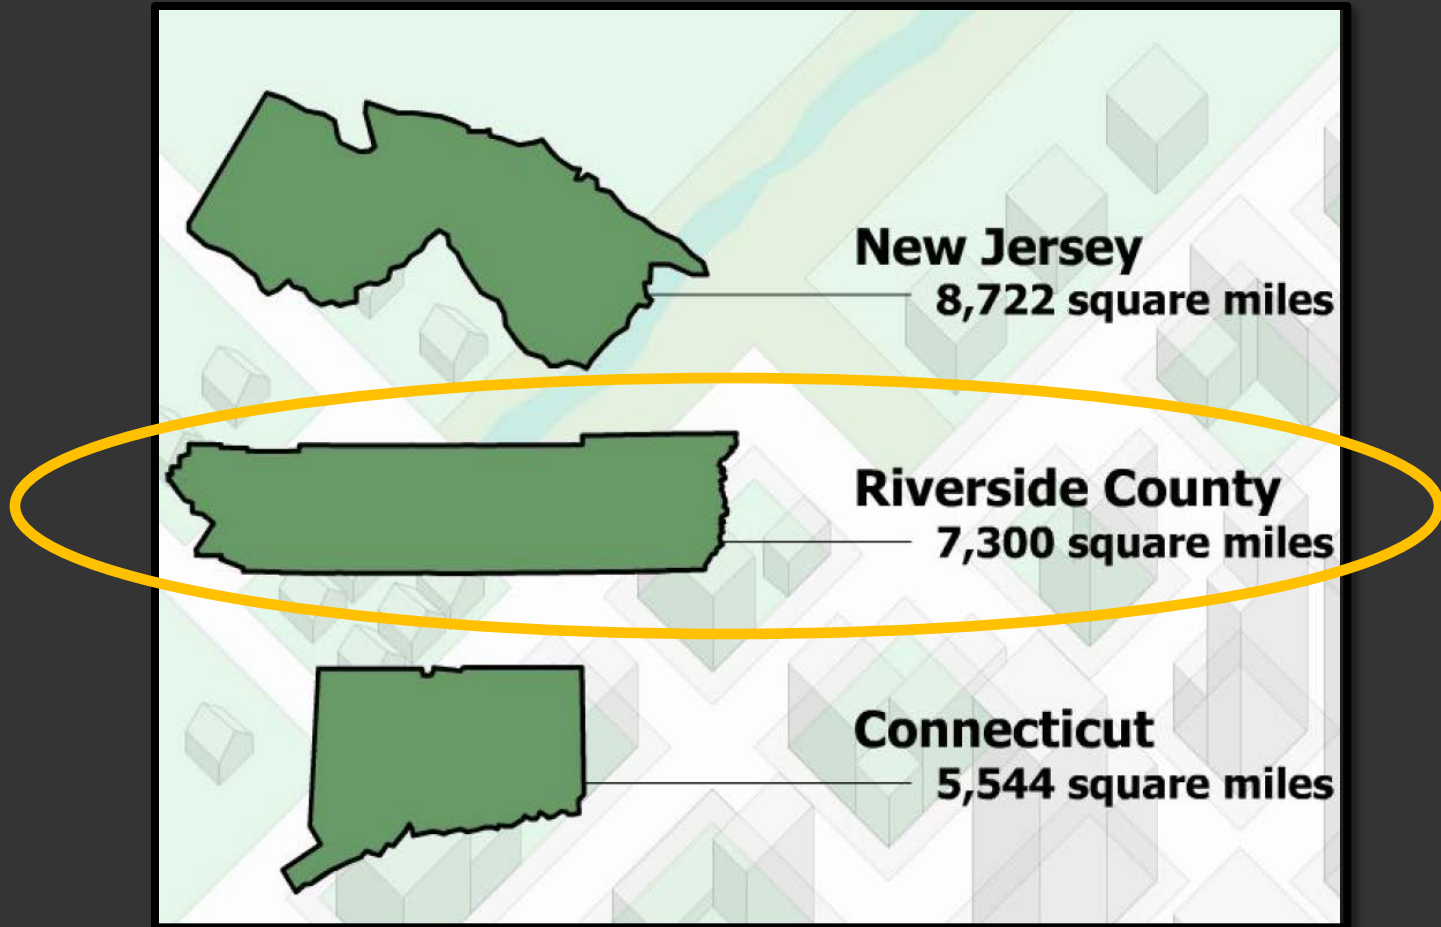 New Jersey
8,722 square miles
Riverside County
7,300 square miles
Connecticut
5,544 square miles